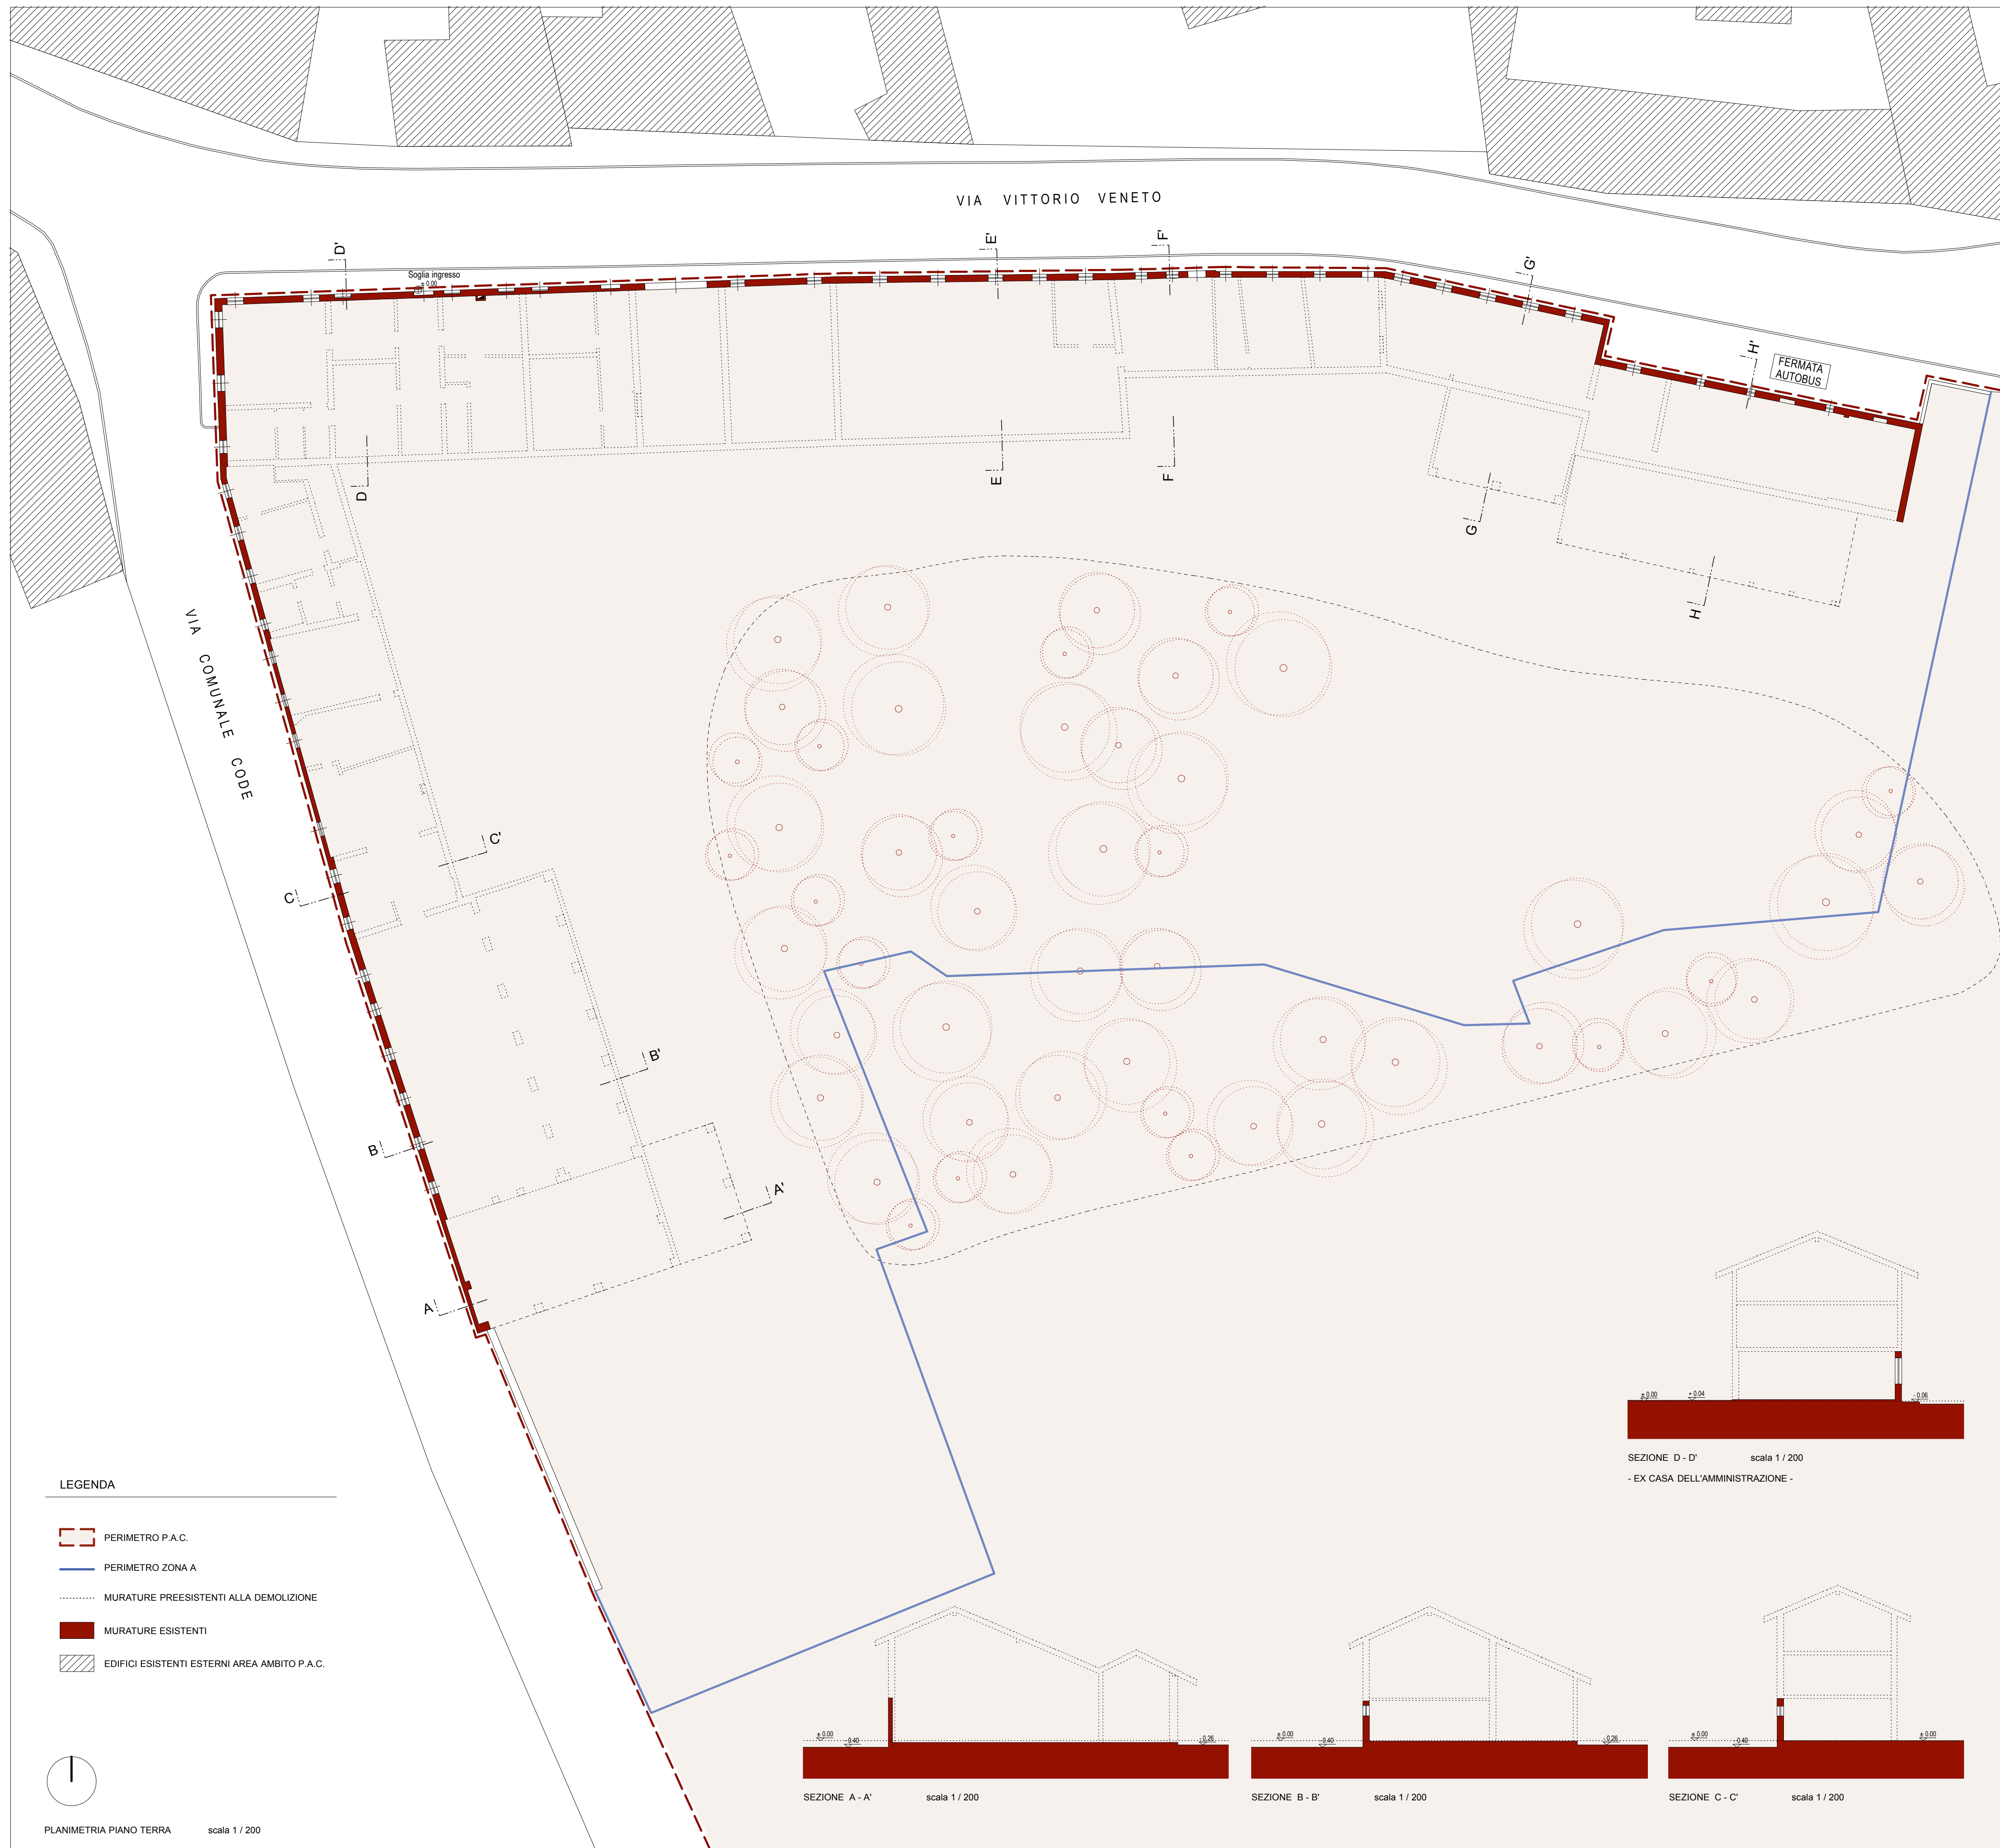 VIA VITTORIO VENETO
D'
E'
F'
G'
H'
Soglia ingresso
± 0.00
FERMATA
AUTOBUS
D
E
F
G
H
VIA COMUNALE CODE
C'
C
B'
B
A'
A
± 0.00
+ 0.04
- 0.06
SEZIONE D - D' scala 1 / 200
- EX CASA DELL'AMMINISTRAZIONE -
LEGENDA
PERIMETRO P.A.C.
PERIMETRO ZONA A
MURATURE PREESISTENTI ALLA DEMOLIZIONE
MURATURE ESISTENTI
EDIFICI ESISTENTI ESTERNI AREA AMBITO P.A.C.
± 0.00
- 0.40
- 0.26
SEZIONE A - A' scala 1 / 200
± 0.00
- 0.40
- 0.26
SEZIONE B - B' scala 1 / 200
± 0.00
- 0.40
± 0.00
SEZIONE C - C' scala 1 / 200
PLANIMETRIA PIANO TERRA scala 1 / 200